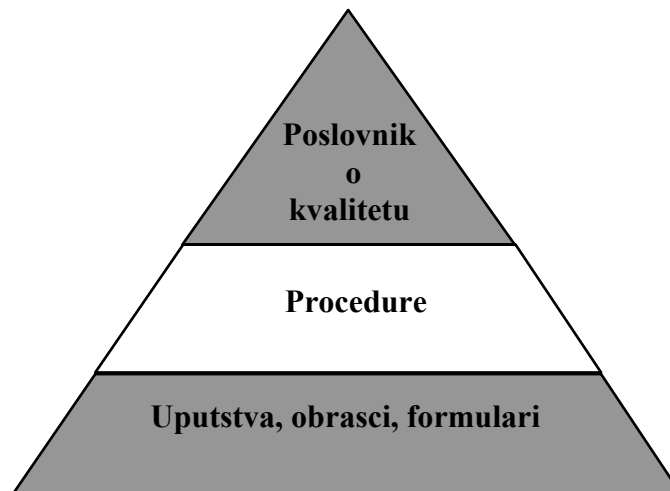 Poslovnik
o
kvalitetu
Procedure
Uputstva, obrasci, formulari